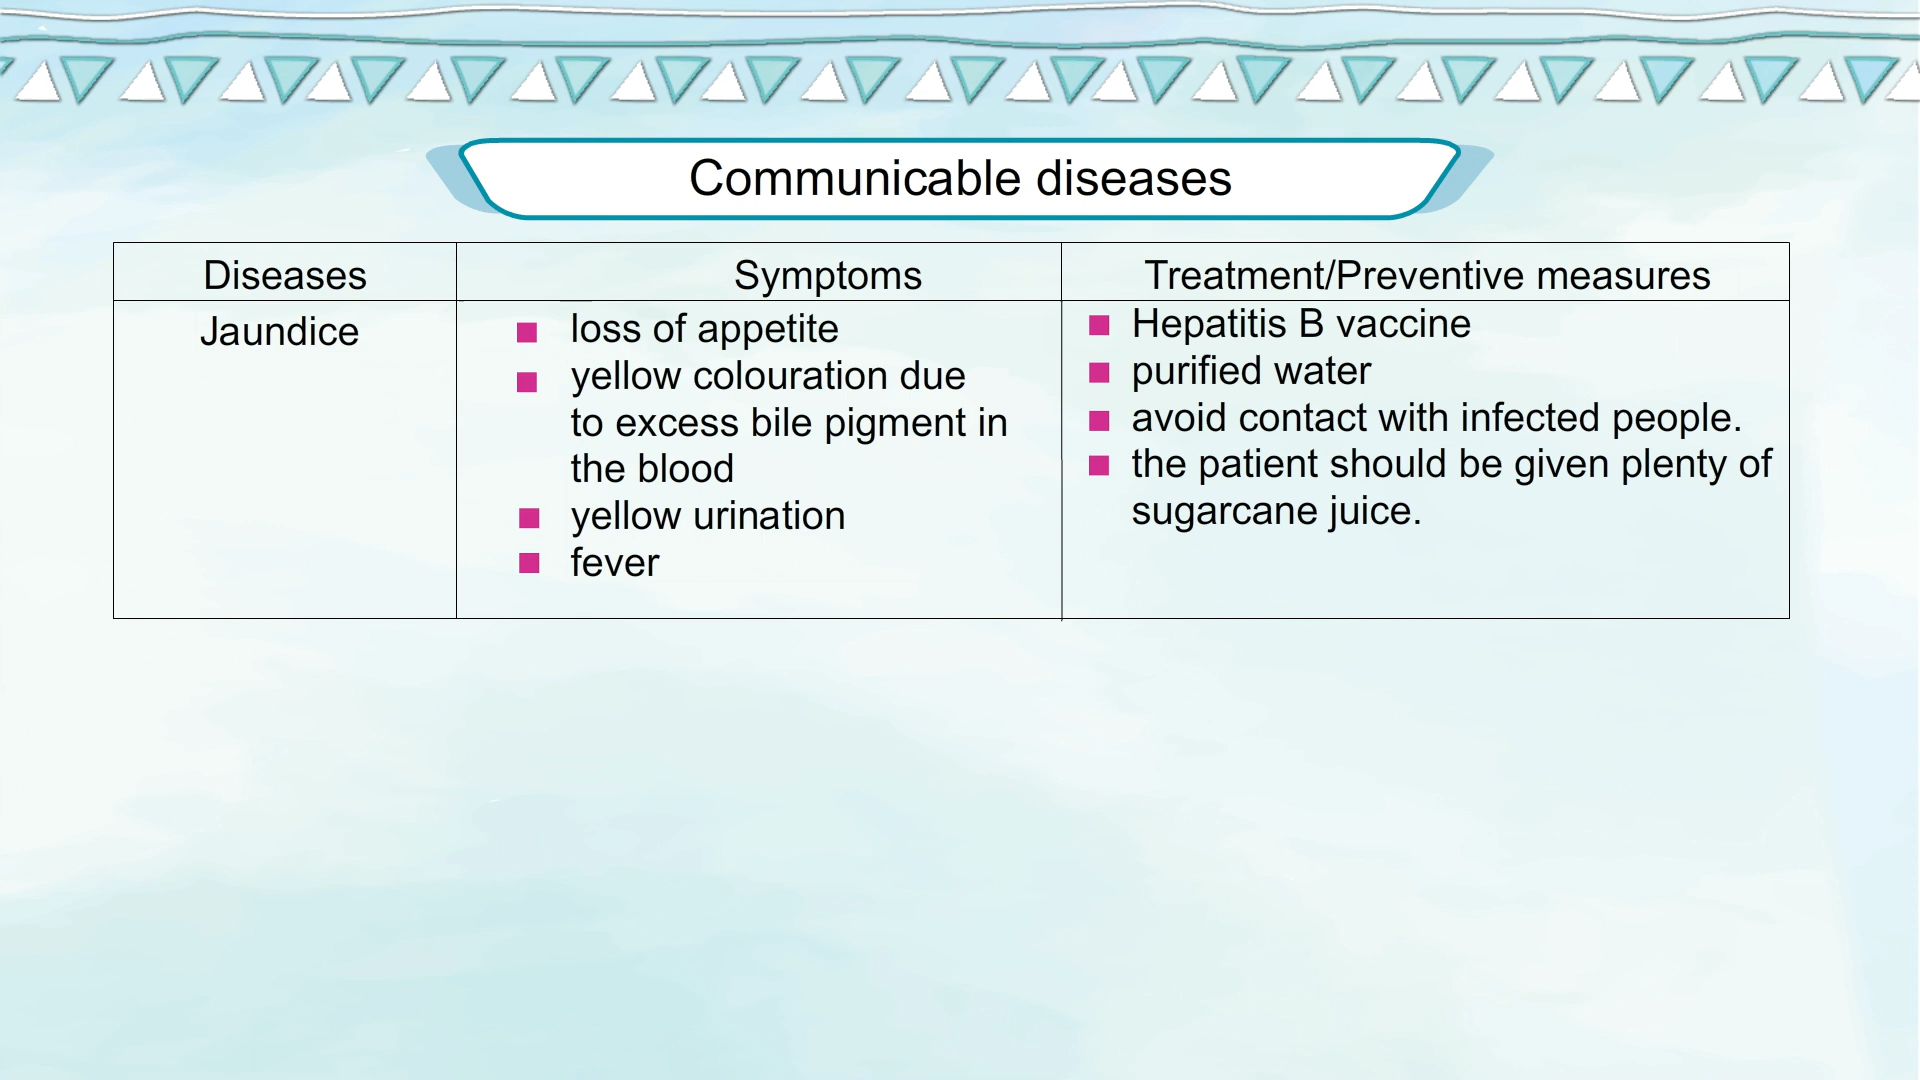 Communicable diseases
Diseases
Symptoms
Treatment/Preventive measures
Jaundice
loss of appetite
yellow colouration due
to excess bile pigment in
the blood
yellow urination
fever
Hepatitis B vaccine
purified water
avoid contact with infected people.
the patient should be given plenty of
sugarcane juice.